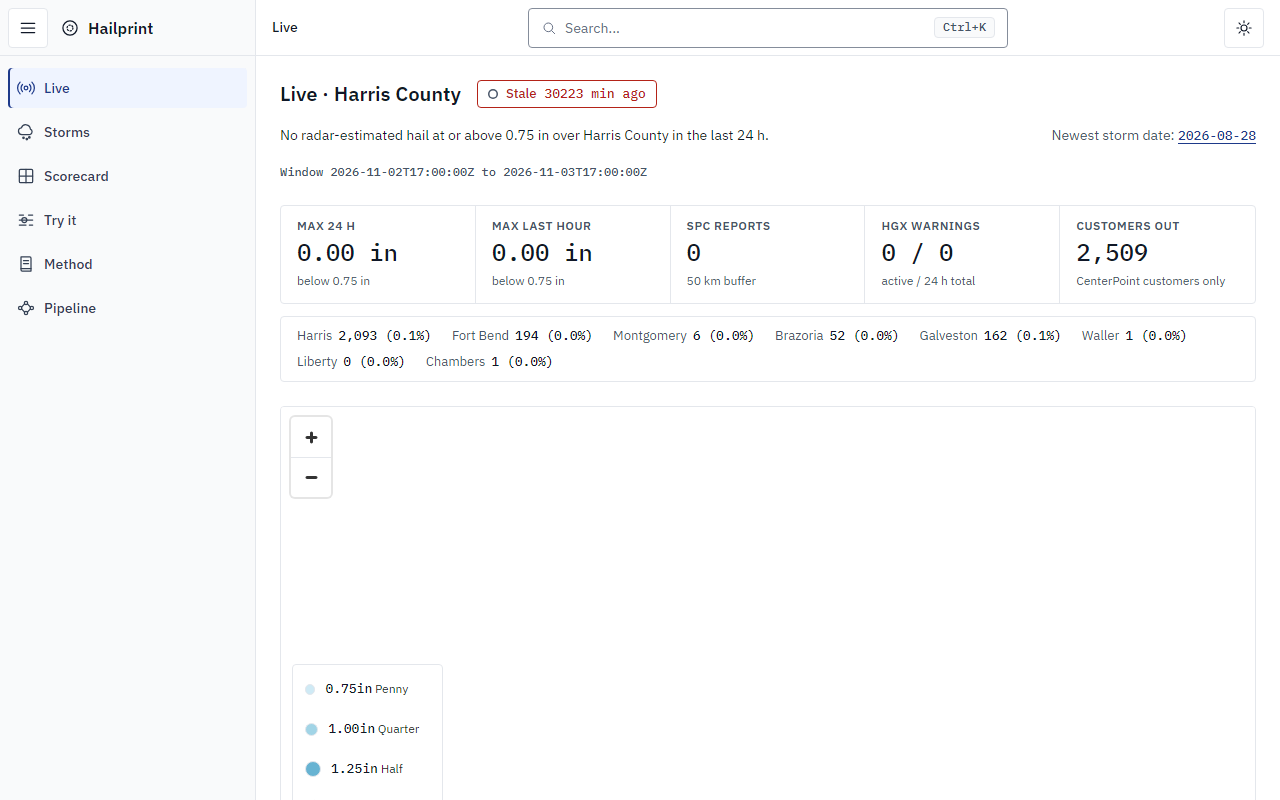 Hailprint
Live
Search...
Ctrl+K
Live
Storms
Scorecard
Try it
Method
Pipeline
Live · Harris County
Stale 30223 min ago
No radar-estimated hail at or above 0.75 in over Harris County in the last 24 h.
Newest storm date: 2026-08-28
Window 2026-11-02T17:00:00Z to 2026-11-03T17:00:00Z
MAX 24 H
0.00 in
below 0.75 in
MAX LAST HOUR
0.00 in
below 0.75 in
SPC REPORTS
0
50 km buffer
HGX WARNINGS
0 / 0
active / 24 h total
CUSTOMERS OUT
2,509
CenterPoint customers only
Harris 2,093 (0.1%) Fort Bend 194 (0.0%) Montgomery 6 (0.0%) Brazoria 52 (0.0%) Galveston 162 (0.1%) Waller 1 (0.0%)
Liberty 0 (0.0%) Chambers 1 (0.0%)
+
−
0.75in Penny
1.00in Quarter
1.25in Half